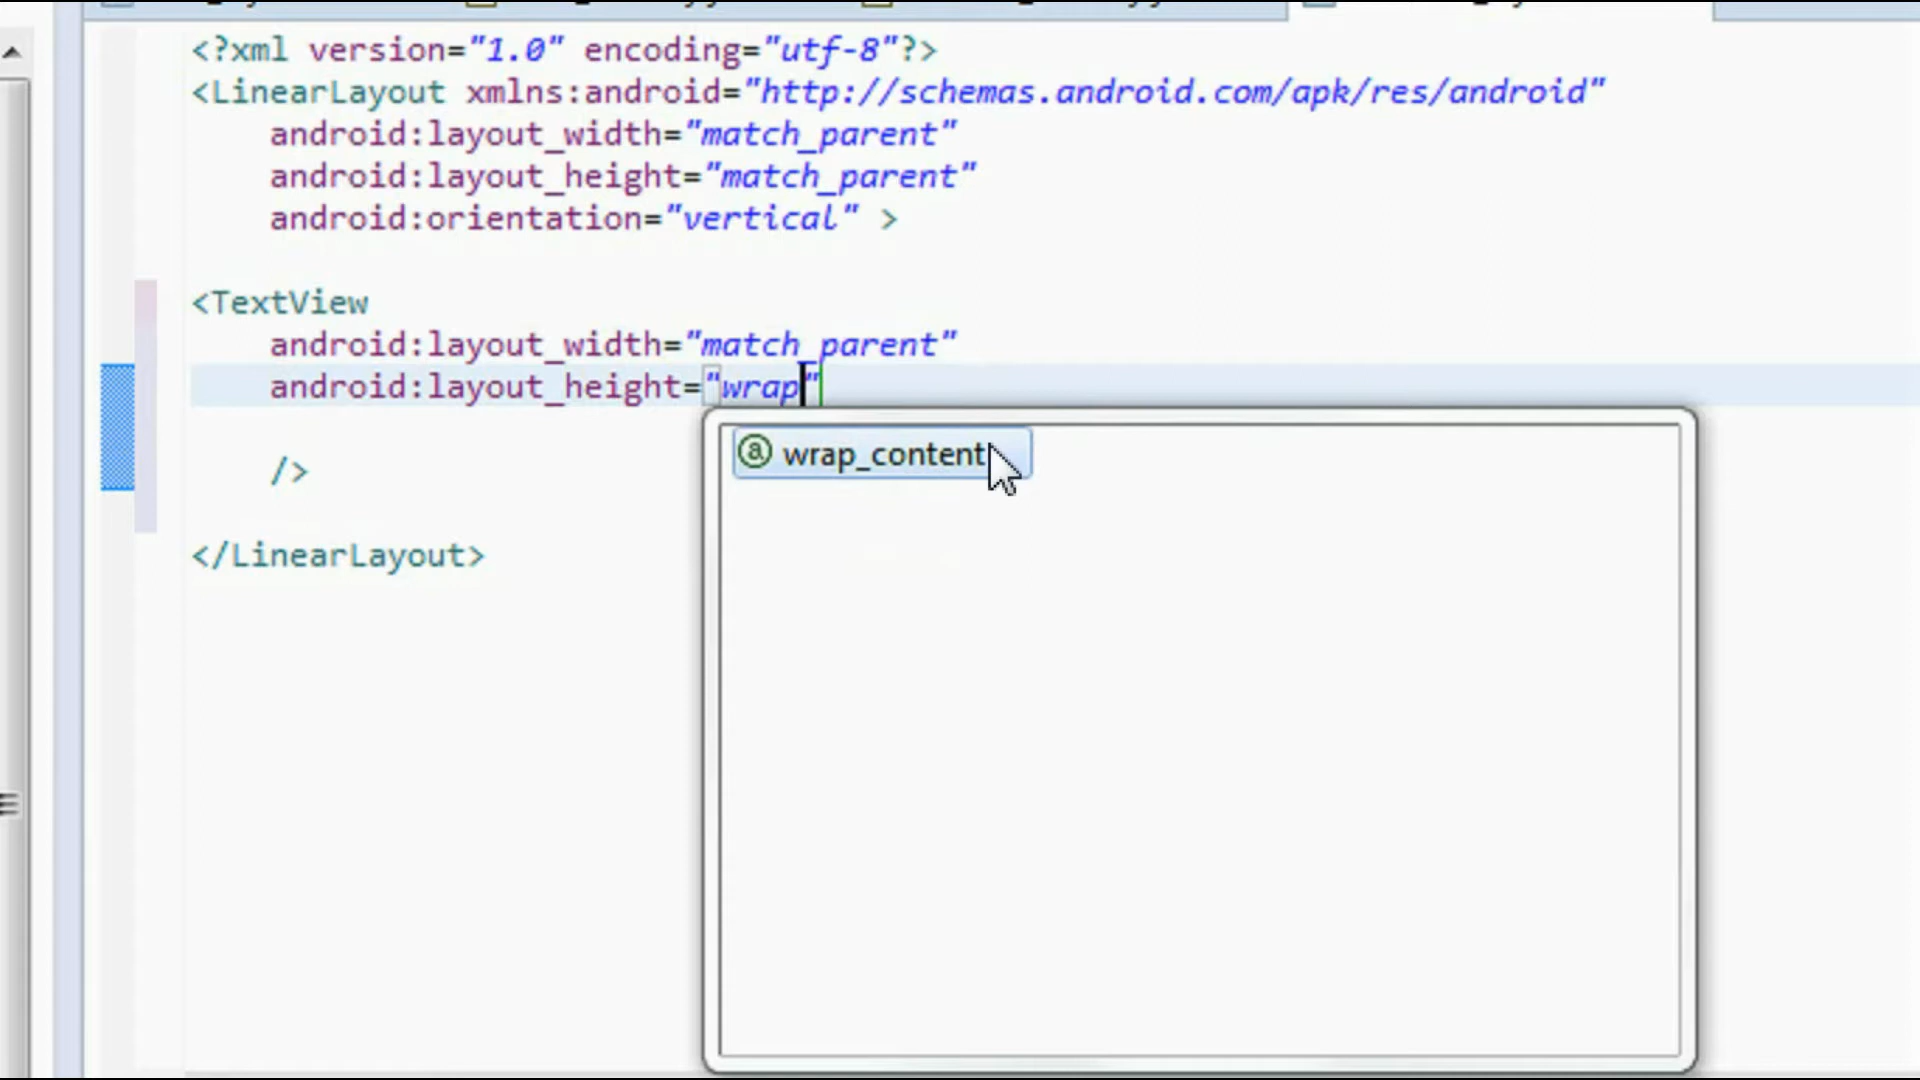 <?xml version="1.0" encoding="utf-8"?>
<LinearLayout xmlns:android="http://schemas.android.com/apk/res/android"
    android:layout_width="match_parent"
    android:layout_height="match_parent"
    android:orientation="vertical" >
<TextView
    android:layout_width="match_parent"
    android:layout_height="wrap"
wrap_content
    />
</LinearLayout>